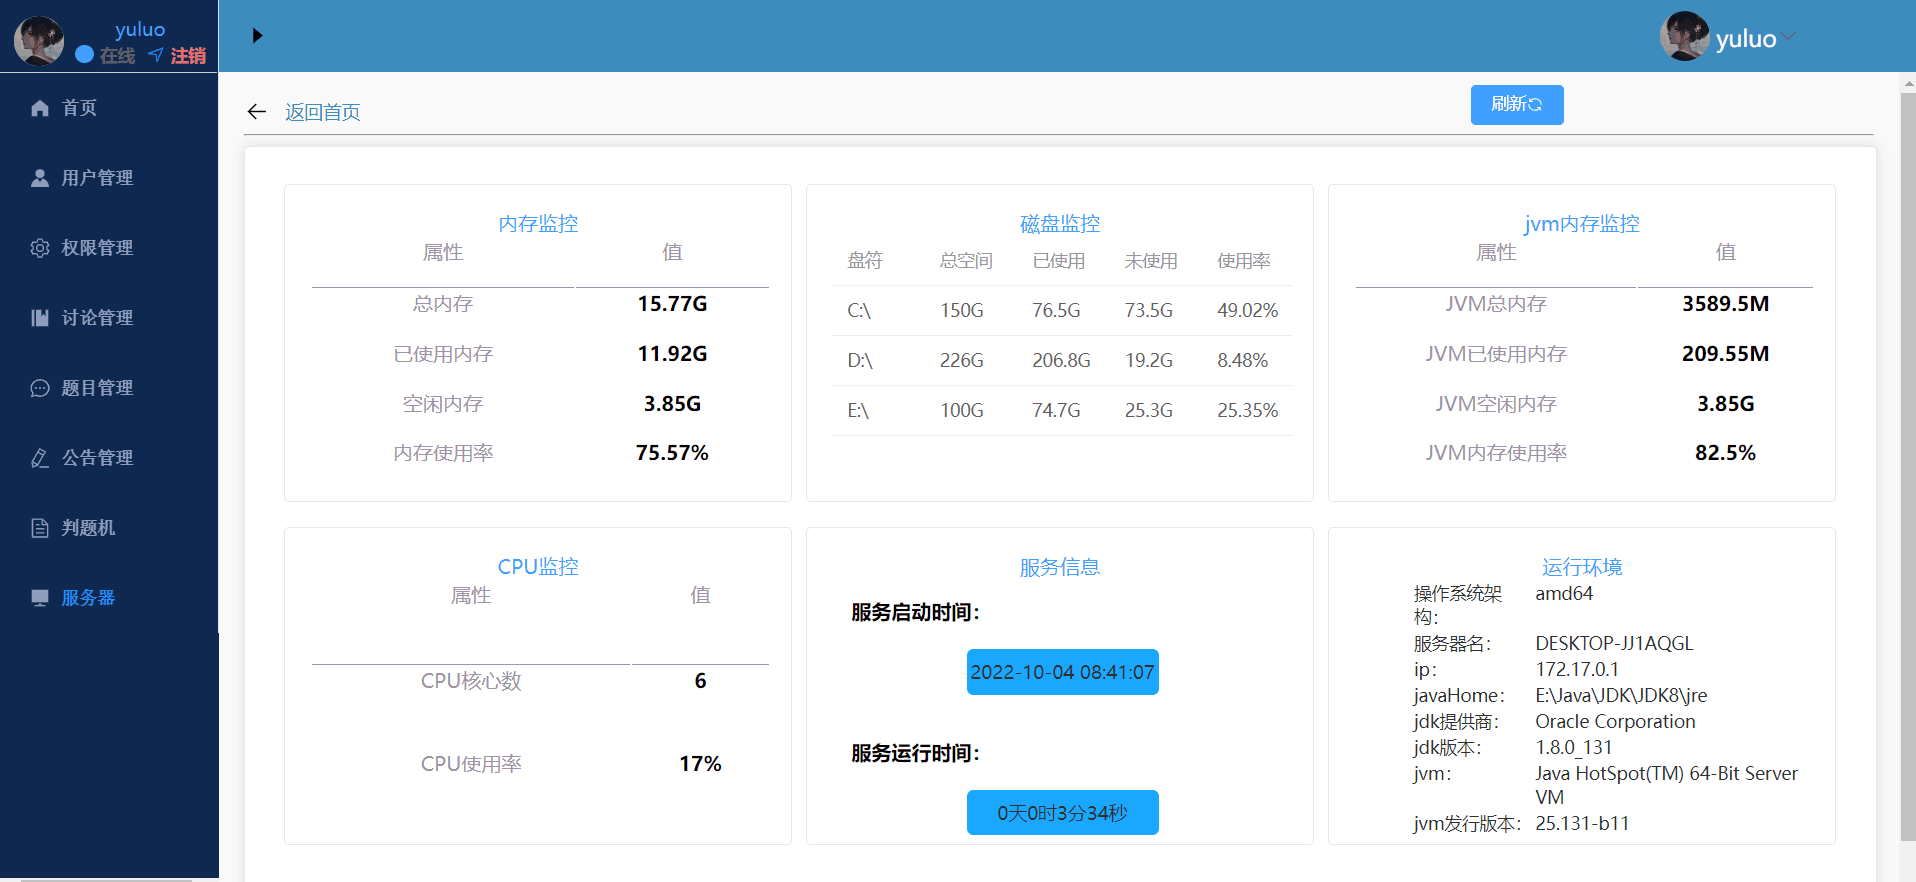 yuluo
在线 注销
yuluo
首页
用户管理
权限管理
讨论管理
题目管理
公告管理
判题机
服务器
返回首页
刷新
内存监控
属性 值
总内存 15.77G
已使用内存 11.92G
空闲内存 3.85G
内存使用率 75.57%
磁盘监控
盘符 总空间 已使用 未使用 使用率
C:\ 150G 76.5G 73.5G 49.02%
D:\ 226G 206.8G 19.2G 8.48%
E:\ 100G 74.7G 25.3G 25.35%
jvm内存监控
属性 值
JVM总内存 3589.5M
JVM已使用内存 209.55M
JVM空闲内存 3.85G
JVM内存使用率 82.5%
CPU监控
属性 值
CPU核心数 6
CPU使用率 17%
服务信息
服务启动时间：
2022-10-04 08:41:07
服务运行时间：
0天0时3分34秒
运行环境
操作系统架 amd64
构：
服务器名： DESKTOP-JJ1AQGL
ip： 172.17.0.1
javaHome： E:\Java\JDK\JDK8\jre
jdk提供商： Oracle Corporation
jdk版本： 1.8.0_131
jvm： Java HotSpot(TM) 64-Bit Server
VM
jvm发行版本： 25.131-b11